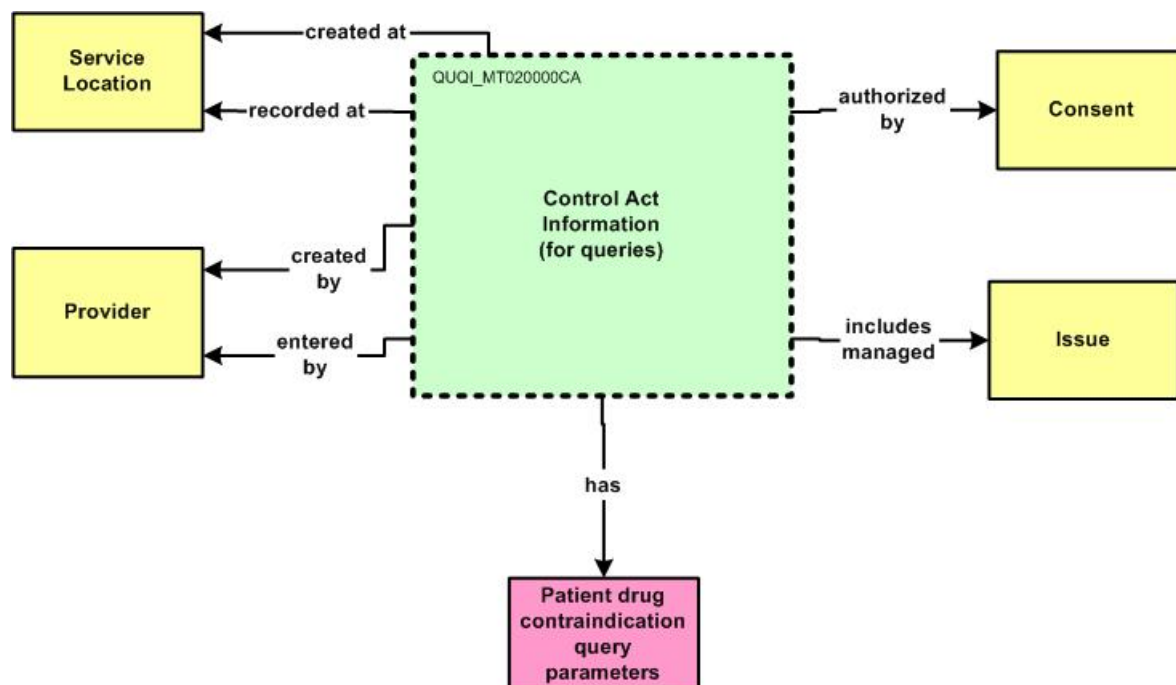 created at
Service
Location
QUQI_MT020000CA
recorded at
authorized
by
Consent
Control Act
Information
(for queries)
created
by
Provider
entered
by
includes
managed
Issue
has
Patient drug
contraindication
query
parameters